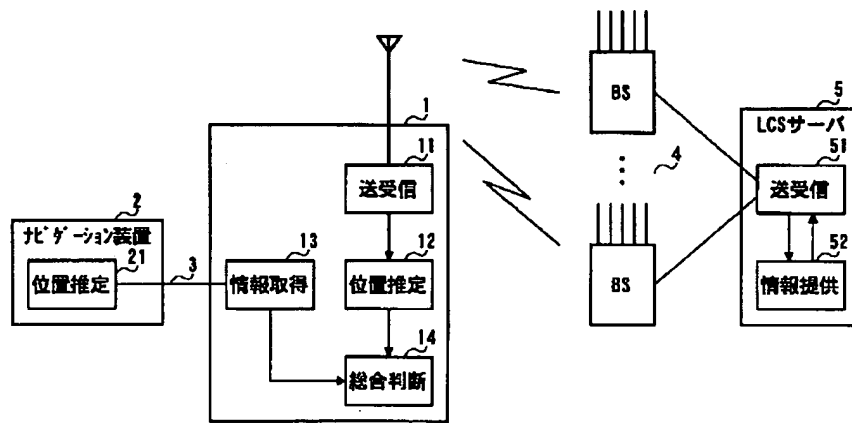 BS
5
LCSサーバ
51
送受信
52
情報提供
4
BS
1
11
送受信
12
位置推定
13
情報取得
14
総合判断
2
ナビゲーション装置
21
位置推定
3